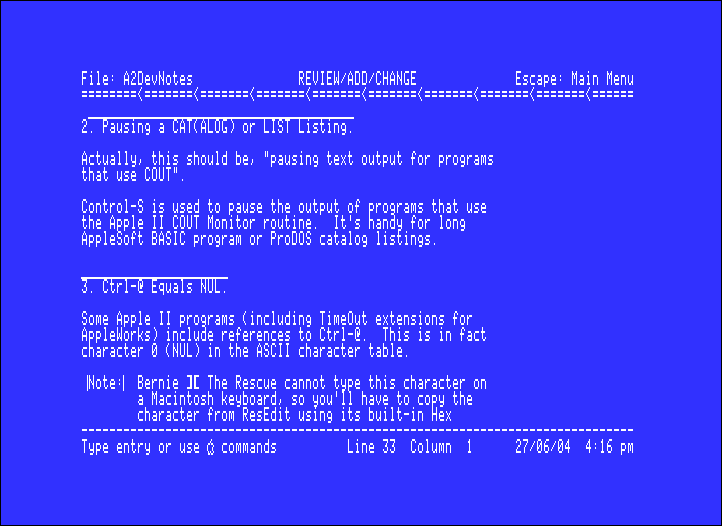 File: A2DevNotes REVIEW/ADD/CHANGE Escape: Main Menu
========<=======<=======<=======<=======<=======<=======<=======<=======<======
2. Pausing a CAT(ALOG) or LIST Listing.
Actually, this should be, "pausing text output for programs
that use COUT".
Control-S is used to pause the output of programs that use
the Apple II COUT Monitor routine.  It's handy for long
AppleSoft BASIC program or ProDOS catalog listings.
3. Ctrl-@ Equals NUL.
Some Apple II programs (including TimeOut extensions for
AppleWorks) include references to Ctrl-@.  This is in fact
character 0 (NUL) in the ASCII character table.
|Note:| Bernie ][ The Rescue cannot type this character on
a Macintosh keyboard, so you'll have to copy the
character from ResEdit using its built-in Hex
-------------------------------------------------------------------------------
Type entry or use  commands Line 33 Column 1 27/06/04 4:16 pm